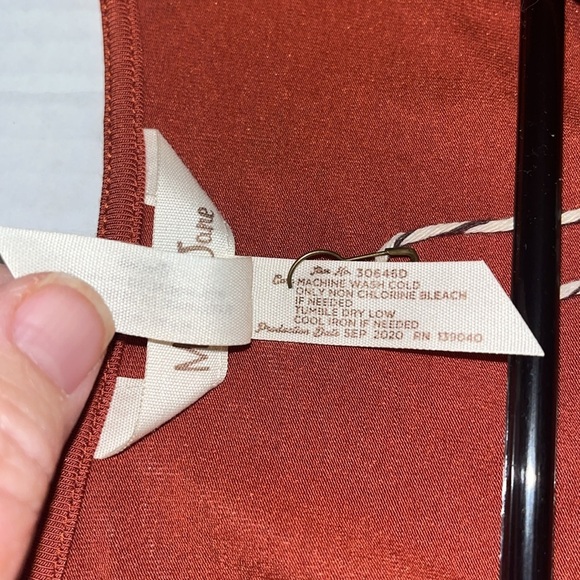 Item No. 30646D
MACHINE WASH COLD
ONLY NON CHLORINE BLEACH
IF NEEDED
TUMBLE DRY LOW
COOL IRON IF NEEDED
Production Date SEP 2020 RN 139040
Jane